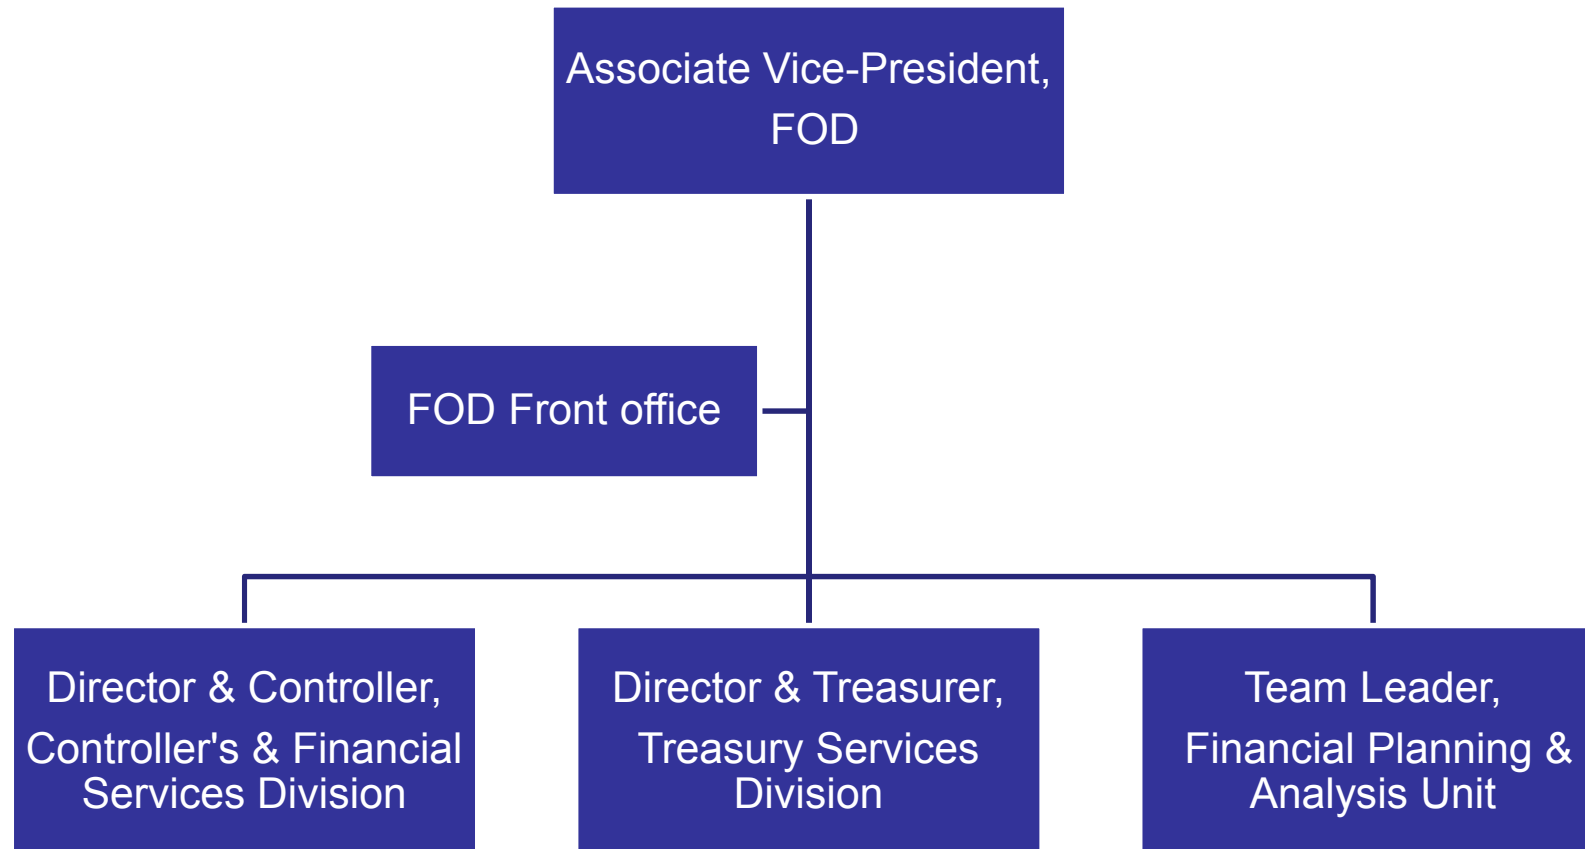 Associate Vice-President,
FOD
FOD Front office
Director & Controller,
Controller's & Financial
Services Division
Director & Treasurer,
Treasury Services
Division
Team Leader,
Financial Planning &
Analysis Unit